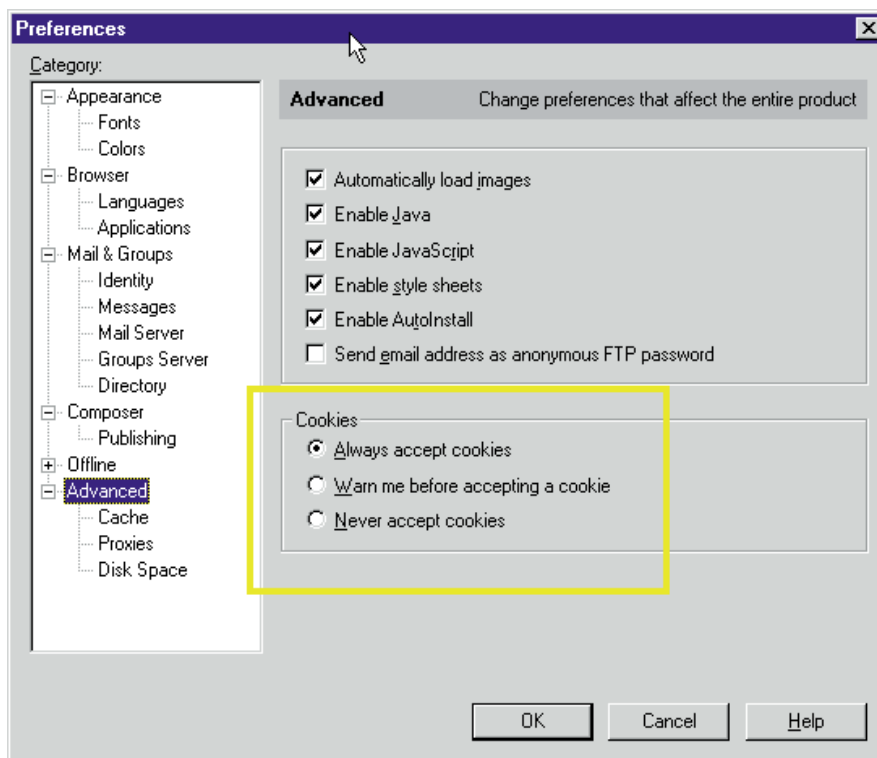 Preferences
Category:
Appearance
Fonts
Colors
Browser
Languages
Applications
Mail & Groups
Identity
Messages
Mail Server
Groups Server
Directory
Composer
Publishing
Offline
Advanced
Cache
Proxies
Disk Space
Advanced Change preferences that affect the entire product
Automatically load images
Enable Java
Enable JavaScript
Enable style sheets
Enable AutoInstall
Send email address as anonymous FTP password
Cookies
Always accept cookies
Warn me before accepting a cookie
Never accept cookies
OK Cancel Help